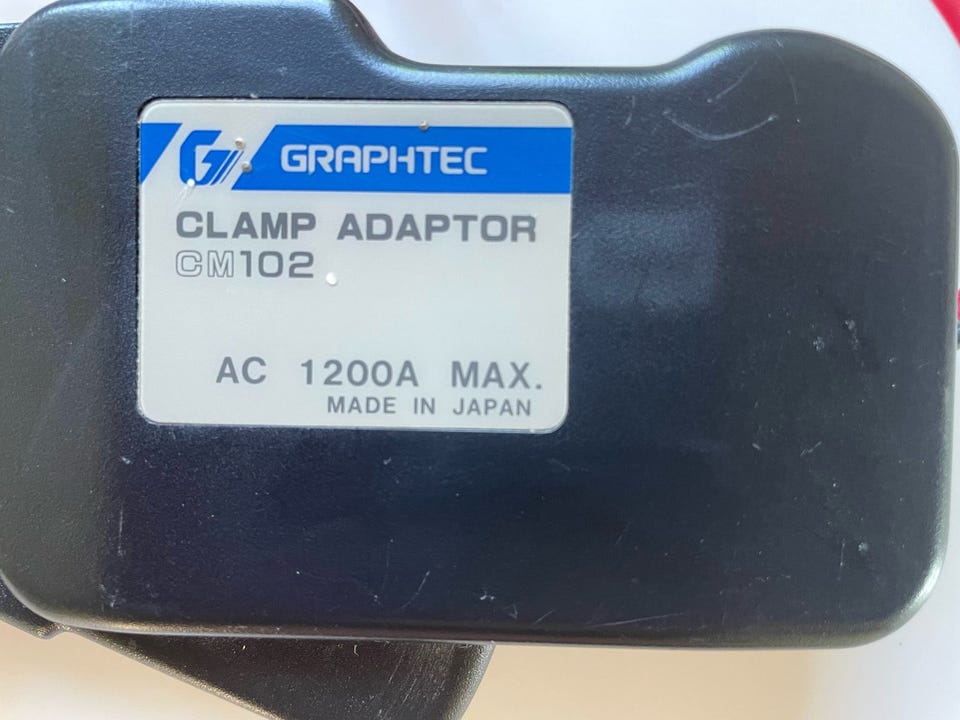 G GRAPHTEC
CLAMP ADAPTOR
CM102
AC 1200A MAX.
MADE IN JAPAN